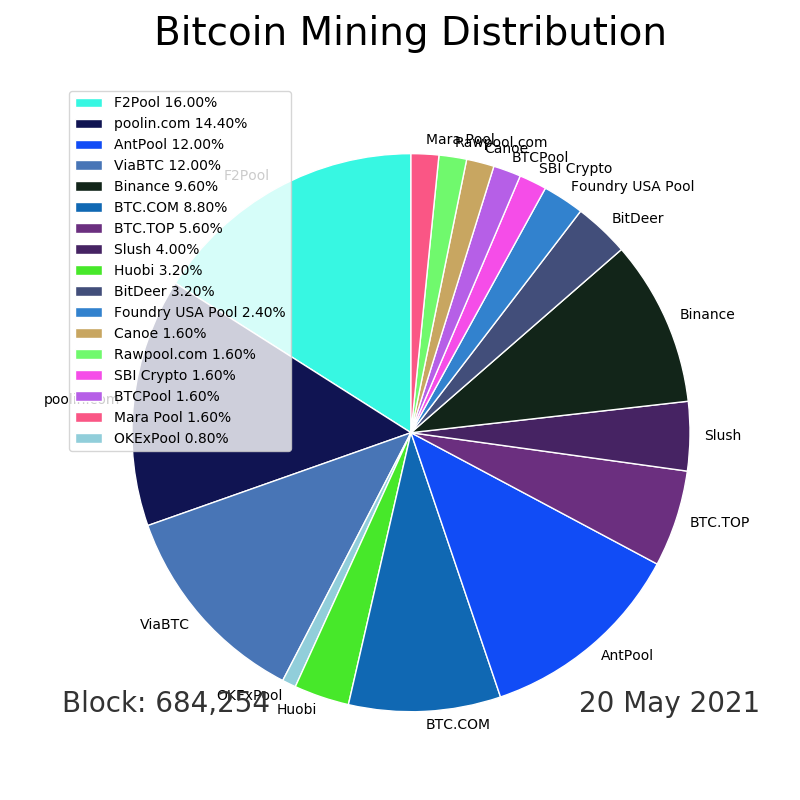 Bitcoin Mining Distribution
F2Pool 16.00%
poolin.com 14.40%
AntPool 12.00%
ViaBTC 12.00%
Binance 9.60%
BTC.COM 8.80%
BTC.TOP 5.60%
Slush 4.00%
Huobi 3.20%
BitDeer 3.20%
Foundry USA Pool 2.40%
Canoe 1.60%
Rawpool.com 1.60%
SBI Crypto 1.60%
BTCPool 1.60%
Mara Pool 1.60%
OKExPool 0.80%
Mara Pool
Rawpool.com
Canoe
BTCPool
SBI Crypto
Foundry USA Pool
BitDeer
Binance
Slush
BTC.TOP
AntPool
BTC.COM
Huobi
OKExPool
ViaBTC
poolin.com
F2Pool
Block: 684,254
20 May 2021